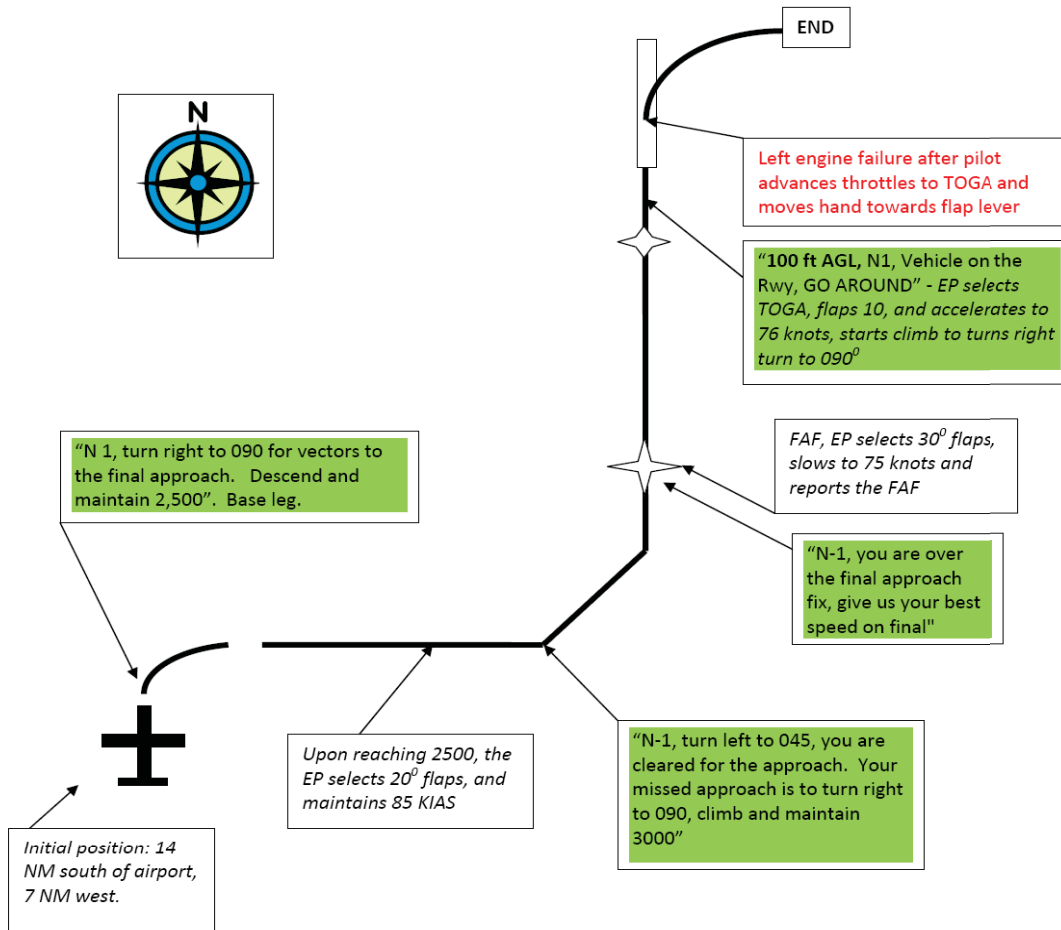 END
N
Left engine failure after pilot
advances throttles to TOGA and
moves hand towards flap lever
“100 ft AGL, N1, Vehicle on the
Rwy, GO AROUND” - EP selects
TOGA, flaps 10, and accelerates to
76 knots, starts climb to turns right
turn to 090⁰
“N 1, turn right to 090 for vectors to
the final approach. Descend and
maintain 2,500”. Base leg.
FAF, EP selects 30⁰ flaps,
slows to 75 knots and
reports the FAF
“N-1, you are over
the final approach
fix, give us your best
speed on final"
Upon reaching 2500, the
EP selects 20⁰ flaps, and
maintains 85 KIAS
“N-1, turn left to 045, you are
cleared for the approach. Your
missed approach is to turn right
to 090, climb and maintain
3000”
Initial position: 14
NM south of airport,
7 NM west.